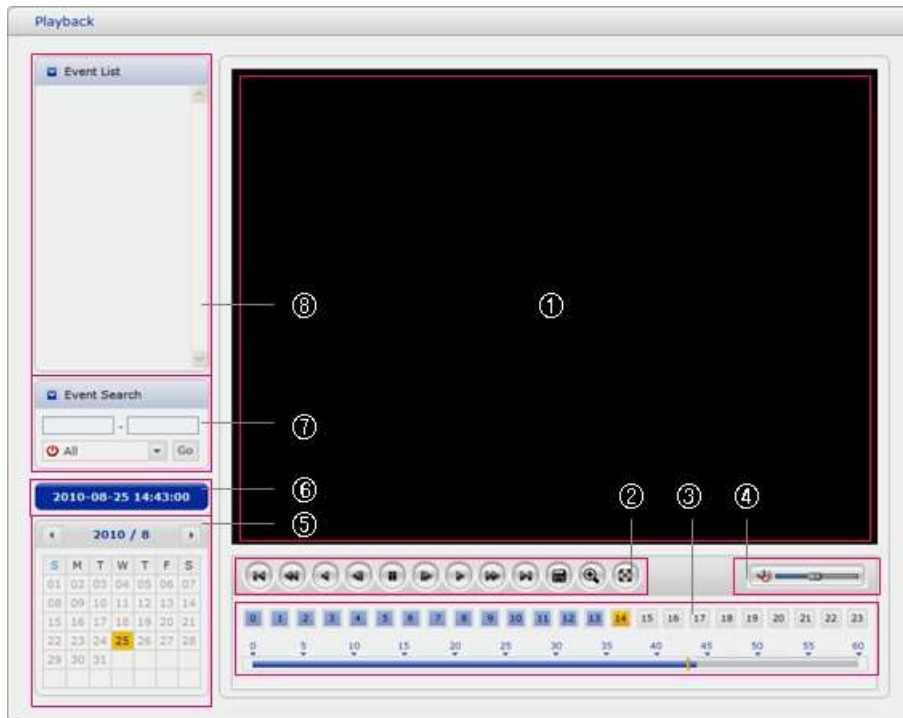 Playback
Event List
⑧
①
Event Search
-
⑦
All Go
2010-08-25 14:43:00
⑥
② ③ ④
⑤
2010 / 8
S M T W T F S
01 02 03 04 05 06 07
08 09 10 11 12 13 14
15 16 17 18 19 20 21
22 23 24 25 26 27 28
29 30 31
0 1 2 3 4 5 6 7 8 9 10 11 12 13 14 15 16 17 18 19 20 21 22 23
0 5 10 15 20 25 30 35 40 45 50 55 60